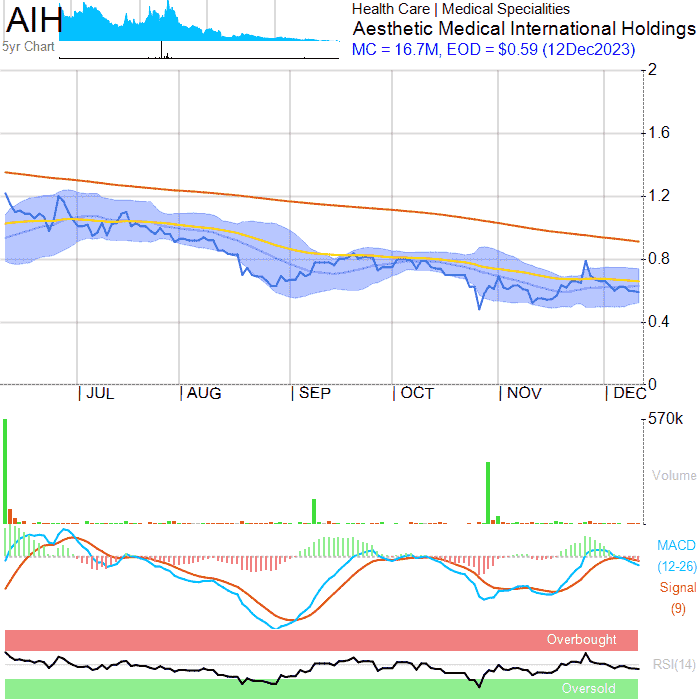 AIH
5yr Chart
Health Care | Medical Specialities
Aesthetic Medical International Holdings
MC = 16.7M, EOD = $0.59 (12Dec2023)
2
1.6
1.2
0.8
0.4
0
JUL
AUG
SEP
OCT
NOV
DEC
570k
Volume
MACD
(12-26)
Signal
(9)
Overbought
RSI(14)
Oversold